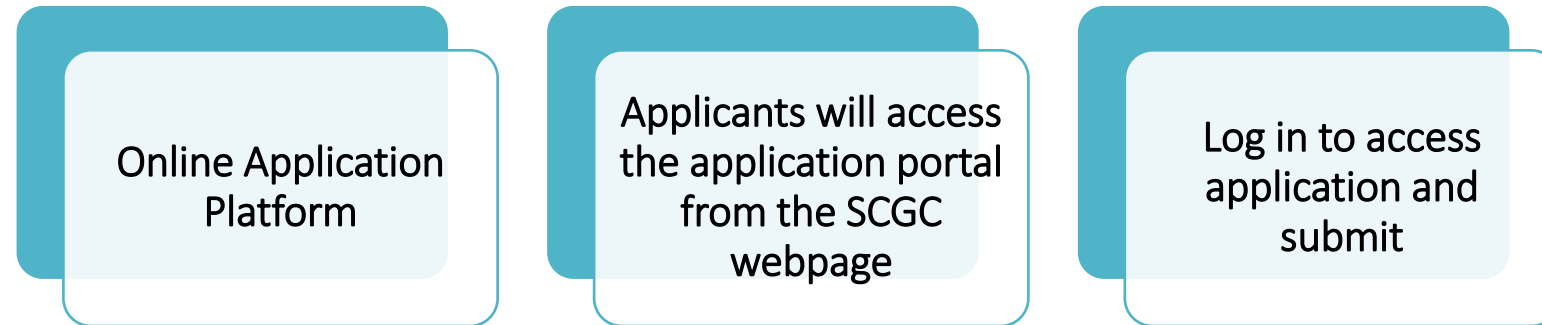 Online Application
Platform
Applicants will access
the application portal
from the SCGC
webpage
Log in to access
application and
submit